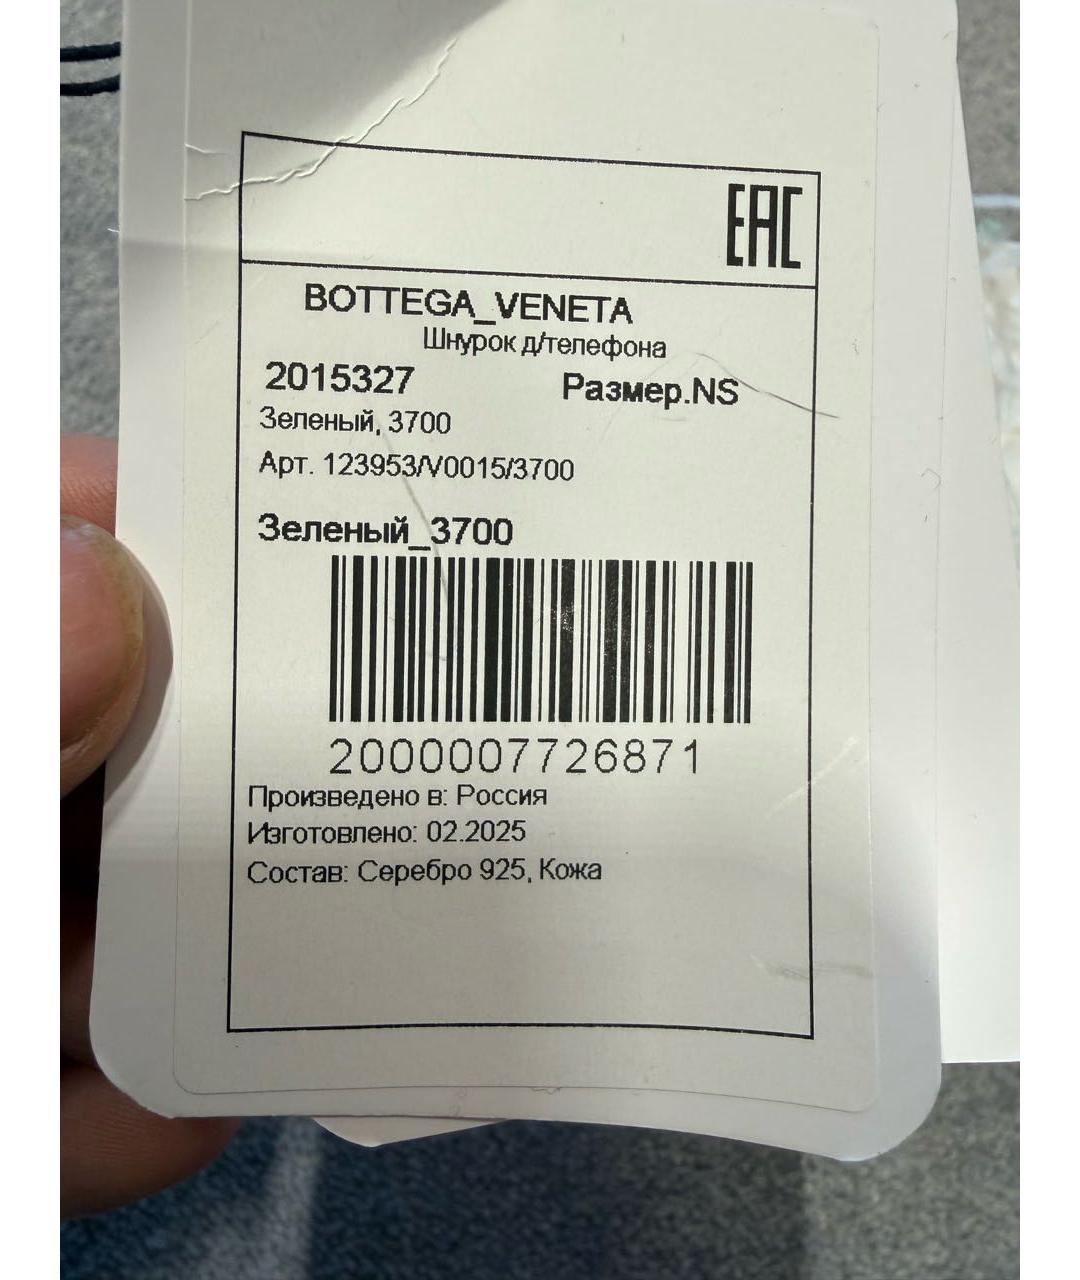 EAC
BOTTEGA_VENETA
Шнурок д/телефона
2015327 Размер.NS
Зеленый, 3700
Арт. 123953/V0015/3700
Зеленый_3700
2000007726871
Произведено в: Россия
Изготовлено: 02.2025
Состав: Серебро 925, Кожа